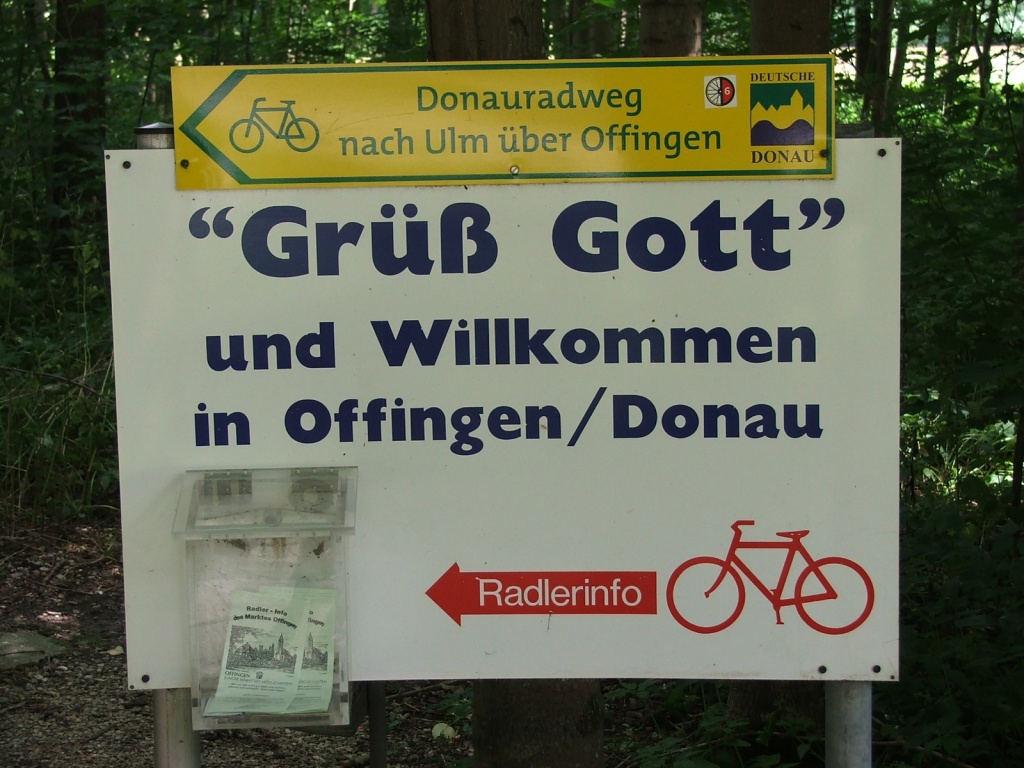 Donauradweg
nach Ulm über Offingen
6
DEUTSCHE
DONAU
“Grüß Gott”
und Willkommen
in Offingen/Donau
Radlerinfo
Radler - Info
des Marktes Offingen
OFFINGEN